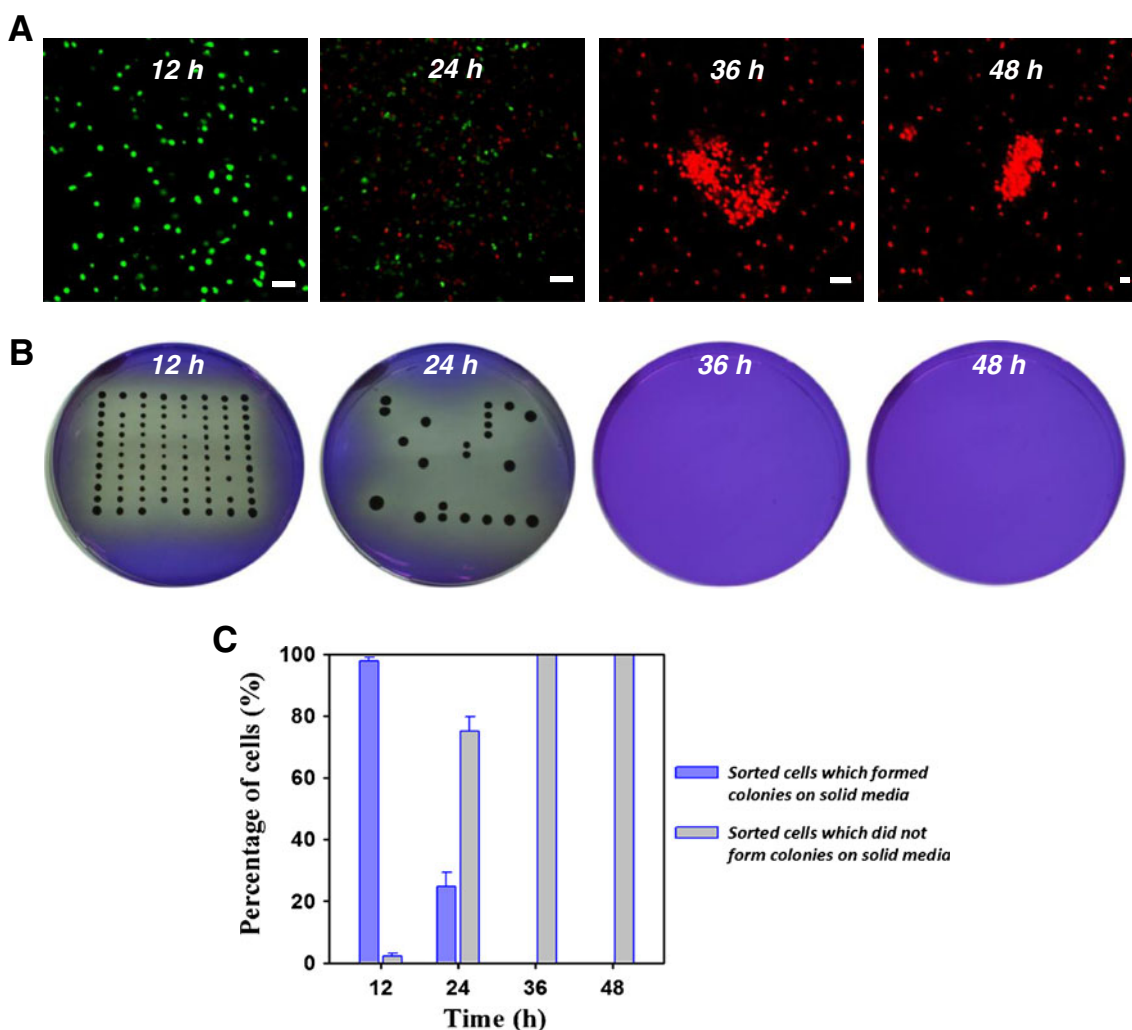 A
12 h
24 h
36 h
48 h
B
12 h
24 h
36 h
48 h
C
Percentage of cells (%)
100
80
60
40
20
0
12
24
36
48
Time (h)
Sorted cells which formed
colonies on solid media
Sorted cells which did not
form colonies on solid media